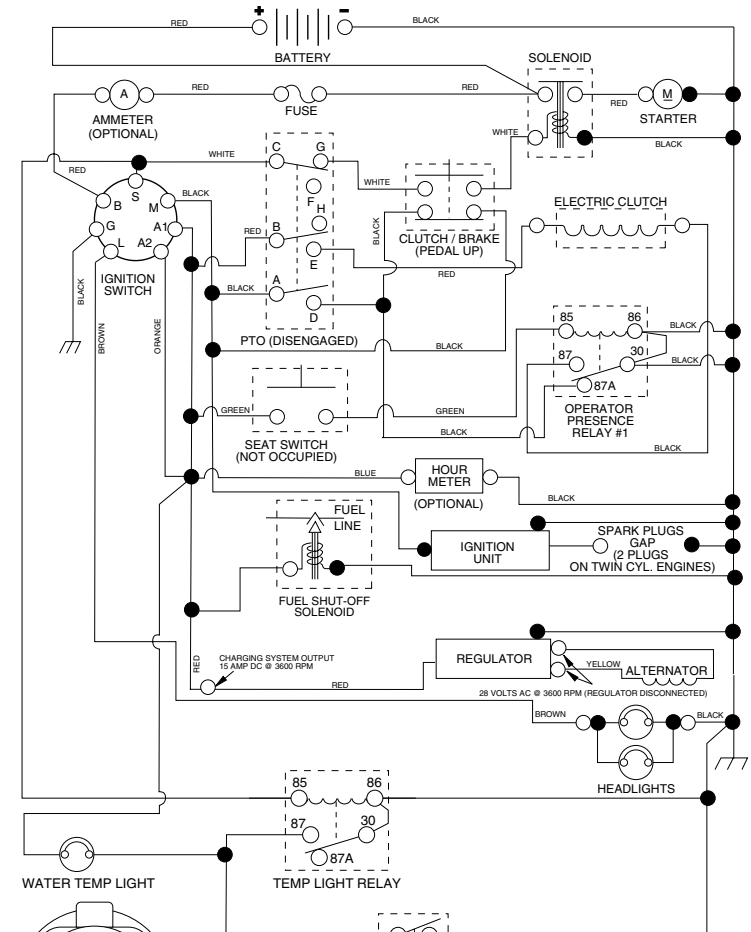 + –
RED
BLACK
BATTERY
SOLENOID
A
RED
RED
RED
M
AMMETER
(OPTIONAL)
FUSE
STARTER
WHITE
BLACK
WHITE
C G
RED
S
B M
BLACK
F
WHITE
H
G A1
L A2
RED
B
E
BLACK
CLUTCH / BRAKE
(PEDAL UP)
ELECTRIC CLUTCH
RED
IGNITION
SWITCH
BLACK
BLACK
A
D
BROWN
ORANGE
PTO (DISENGAGED)
BLACK
85 86
BLACK
87 30
BLACK
87A
OPERATOR
PRESENCE
RELAY #1
GREEN
GREEN
SEAT SWITCH
(NOT OCCUPIED)
BLACK
BLACK
BLUE
HOUR
METER
(OPTIONAL)
BLACK
FUEL
LINE
IGNITION
UNIT
SPARK PLUGS
GAP
(2 PLUGS
ON TWIN CYL. ENGINES)
FUEL SHUT-OFF
SOLENOID
RED
CHARGING SYSTEM OUTPUT
15 AMP DC @ 3600 RPM
RED
REGULATOR
YELLOW
ALTERNATOR
28 VOLTS AC @ 3600 RPM (REGULATOR DISCONNECTED)
BROWN
BLACK
HEADLIGHTS
85 86
87 30
87A
WATER TEMP LIGHT
TEMP LIGHT RELAY